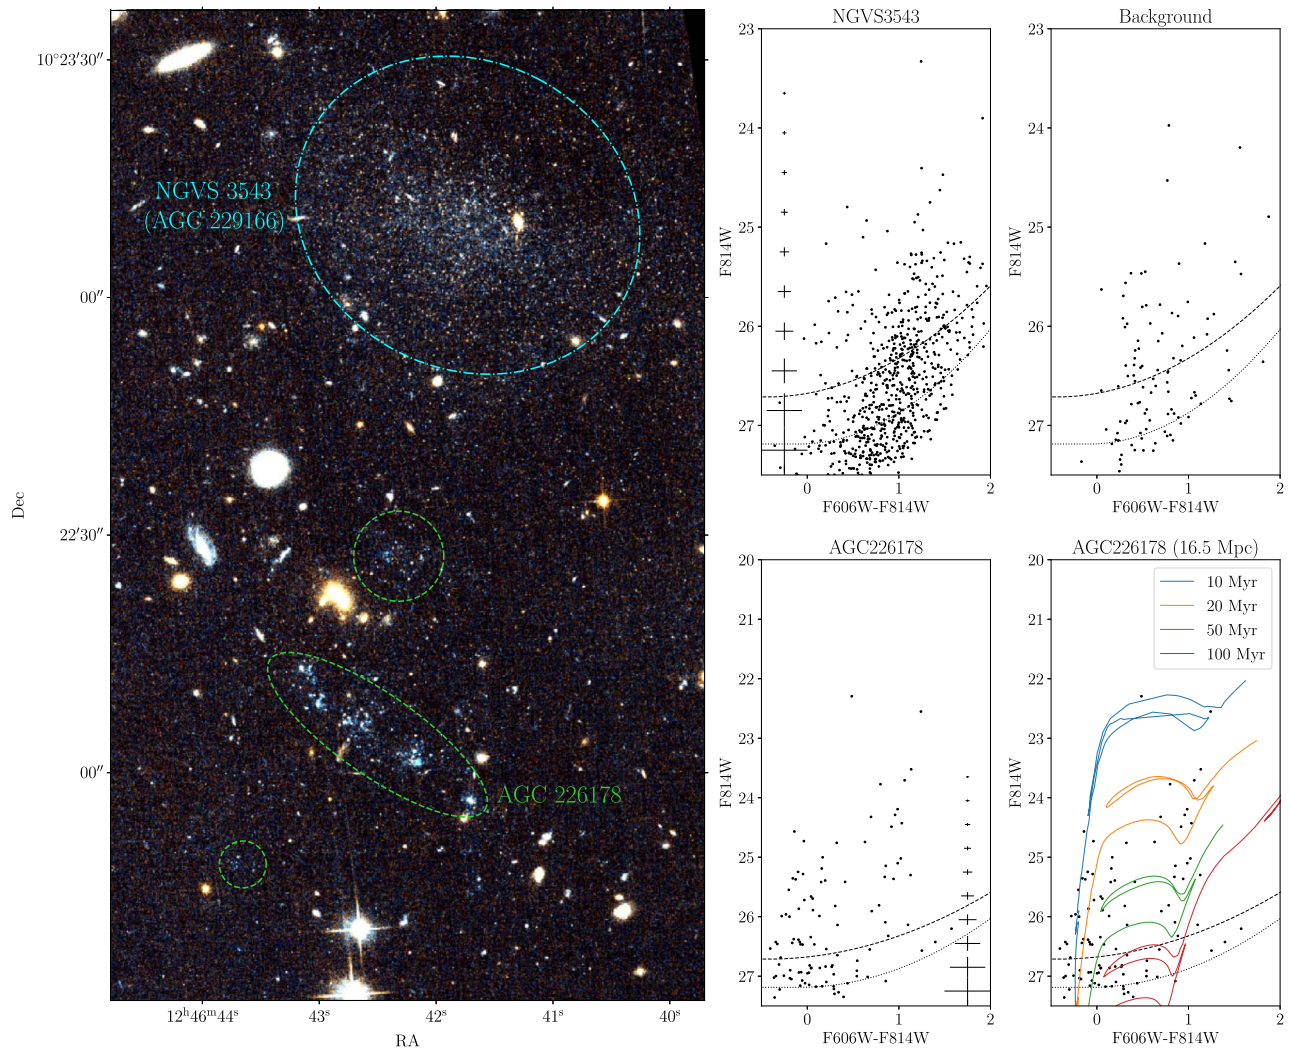 10°23′30″
00″
22′30″
00″
Dec
12ʰ46ᵐ44ˢ
43ˢ
42ˢ
41ˢ
40ˢ
RA
NGVS 3543
(AGC 229166)
AGC 226178
NGVS3543
23
24
25
26
27
F814W
0
1
2
F606W-F814W
Background
23
24
25
26
27
F814W
0
1
2
F606W-F814W
AGC226178
20
21
22
23
24
25
26
27
F814W
0
1
2
F606W-F814W
AGC226178 (16.5 Mpc)
10 Myr
20 Myr
50 Myr
100 Myr
20
21
22
23
24
25
26
27
F814W
0
1
2
F606W-F814W